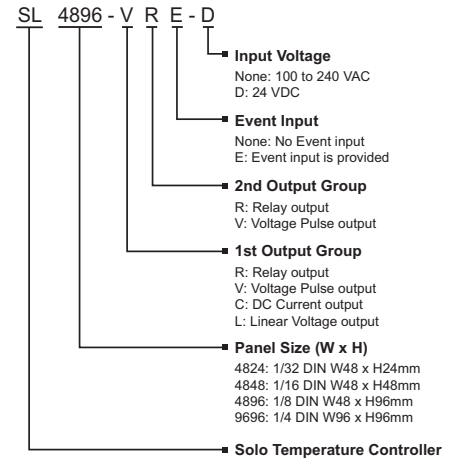 SL 4896 - V R E - D
Input Voltage
None: 100 to 240 VAC
D: 24 VDC
Event Input
None: No Event input
E: Event input is provided
2nd Output Group
R: Relay output
V: Voltage Pulse output
1st Output Group
R: Relay output
V: Voltage Pulse output
C: DC Current output
L: Linear Voltage output
Panel Size (W x H)
4824: 1/32 DIN W48 x H24mm
4848: 1/16 DIN W48 x H48mm
4896: 1/8 DIN W48 x H96mm
9696: 1/4 DIN W96 x H96mm
Solo Temperature Controller